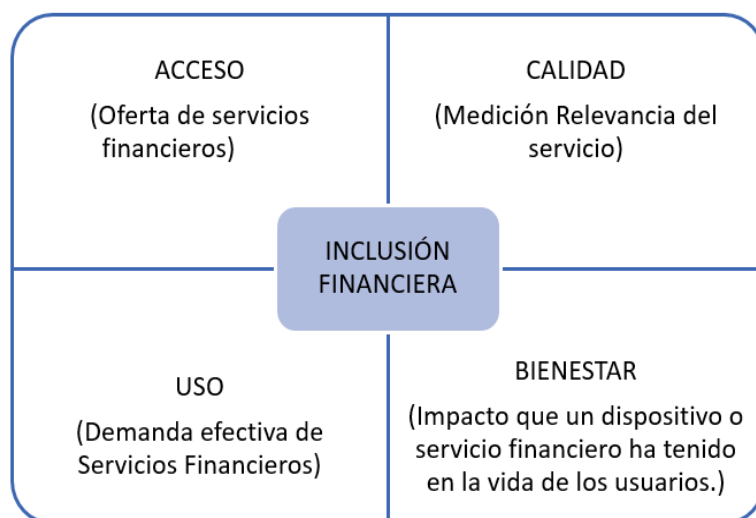 ACCESO
(Oferta de servicios
financieros)
CALIDAD
(Medición Relevancia del
servicio)
INCLUSIÓN
FINANCIERA
USO
(Demanda efectiva de
Servicios Financieros)
BIENESTAR
(Impacto que un dispositivo o
servicio financiero ha tenido
en la vida de los usuarios.)